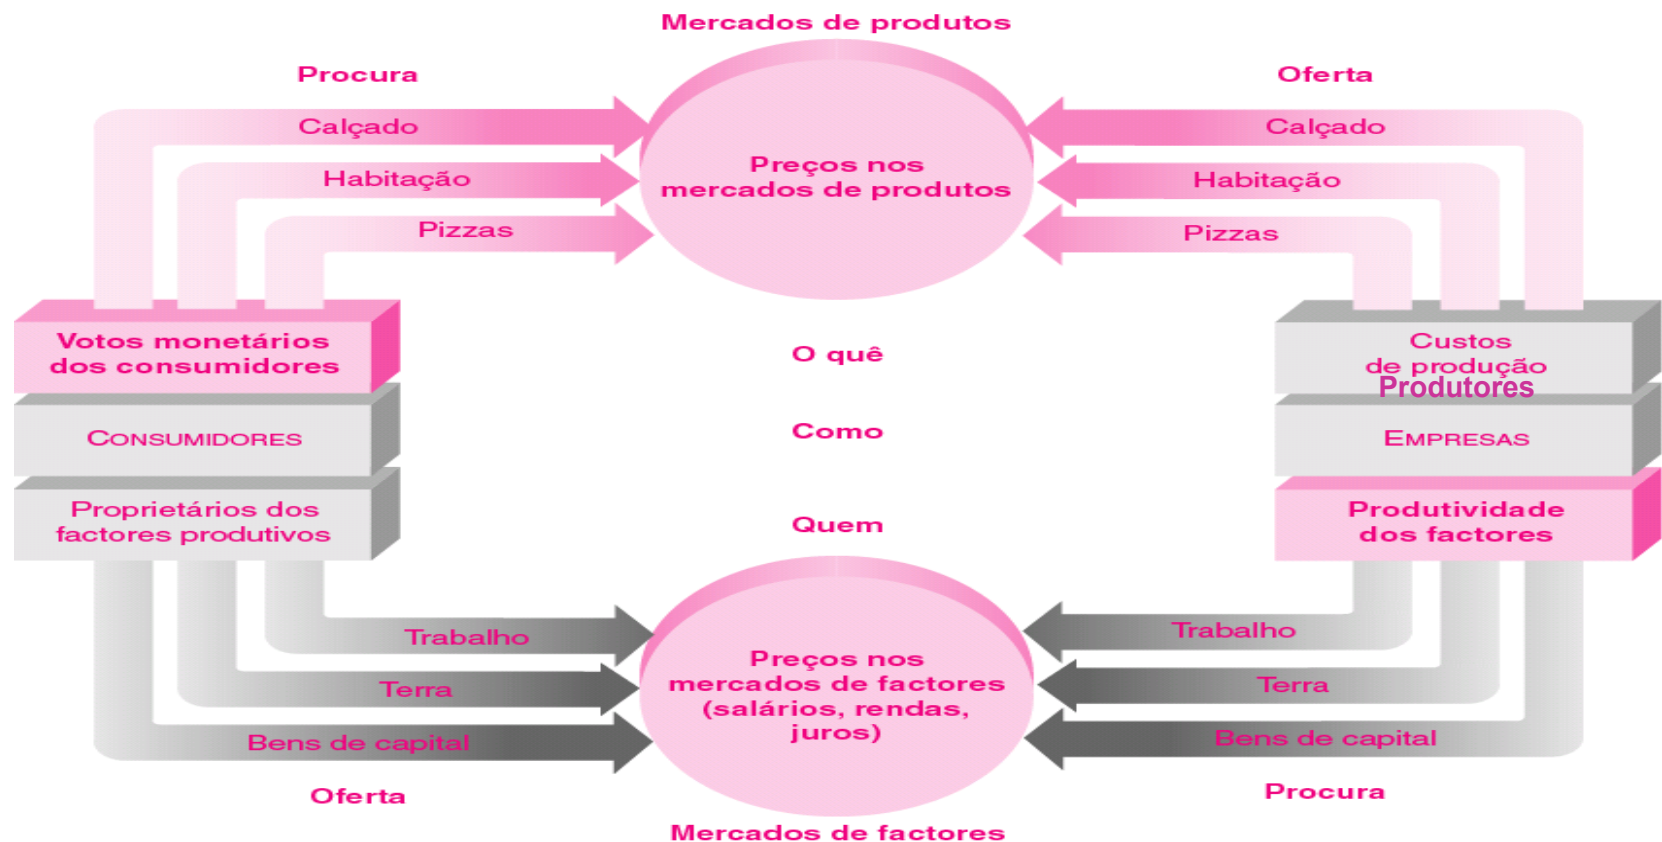 Mercados de produtos
Procura
Oferta
Calçado
Calçado
Preços nos
mercados de produtos
Habitação
Habitação
Pizzas
Pizzas
Votos monetários
dos consumidores
O quê
Custos
de produção
Produtores
CONSUMIDORES
Como
EMPRESAS
Proprietários dos
factores produtivos
Quem
Produtividade
dos factores
Trabalho
Trabalho
Preços nos
mercados de factores
(salários, rendas,
juros)
Terra
Terra
Bens de capital
Bens de capital
Oferta
Procura
Mercados de factores